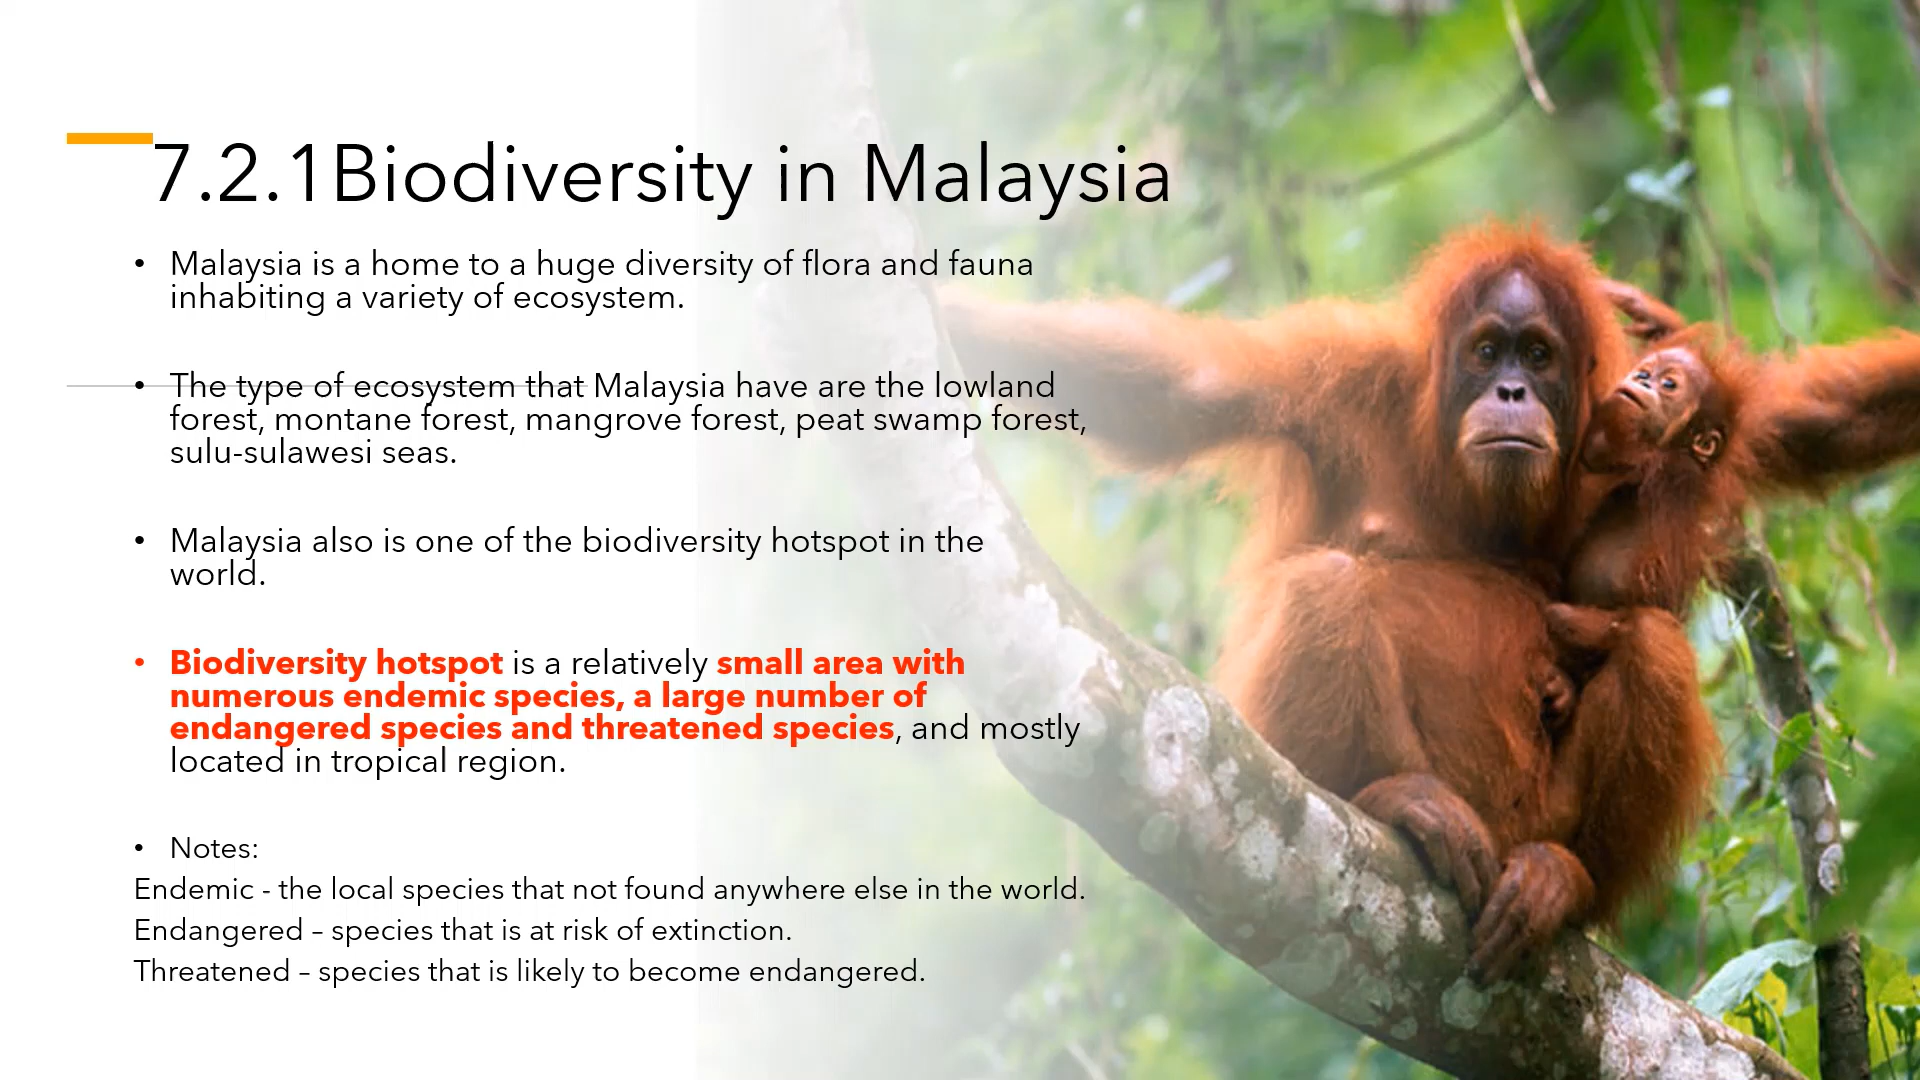 7.2.1Biodiversity in Malaysia
• Malaysia is a home to a huge diversity of flora and fauna
inhabiting a variety of ecosystem.
• The type of ecosystem that Malaysia have are the lowland
forest, montane forest, mangrove forest, peat swamp forest,
sulu-sulawesi seas.
• Malaysia also is one of the biodiversity hotspot in the
world.
• Biodiversity hotspot is a relatively small area with
numerous endemic species, a large number of
endangered species and threatened species, and mostly
located in tropical region.
• Notes:
Endemic - the local species that not found anywhere else in the world.
Endangered – species that is at risk of extinction.
Threatened – species that is likely to become endangered.